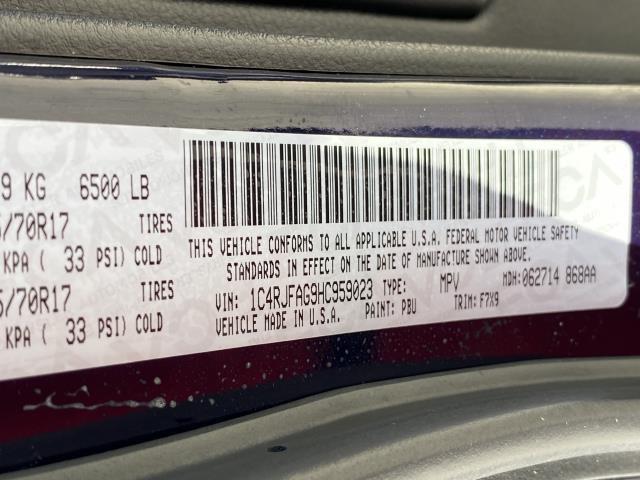 9 KG 6500 LB
/70R17 TIRES
KPA ( 33 PSI) COLD
/70R17 TIRES
KPA ( 33 PSI) COLD
THIS VEHICLE CONFORMS TO ALL APPLICABLE U.S.A. FEDERAL MOTOR VEHICLE SAFETY
STANDARDS IN EFFECT ON THE DATE OF MANUFACTURE SHOWN ABOVE.
VIN: 1C4RJFAG9HC959023 TYPE: MPV MDH: 062714 868AA
VEHICLE MADE IN U.S.A. PAINT: PBU TRIM: F7X9